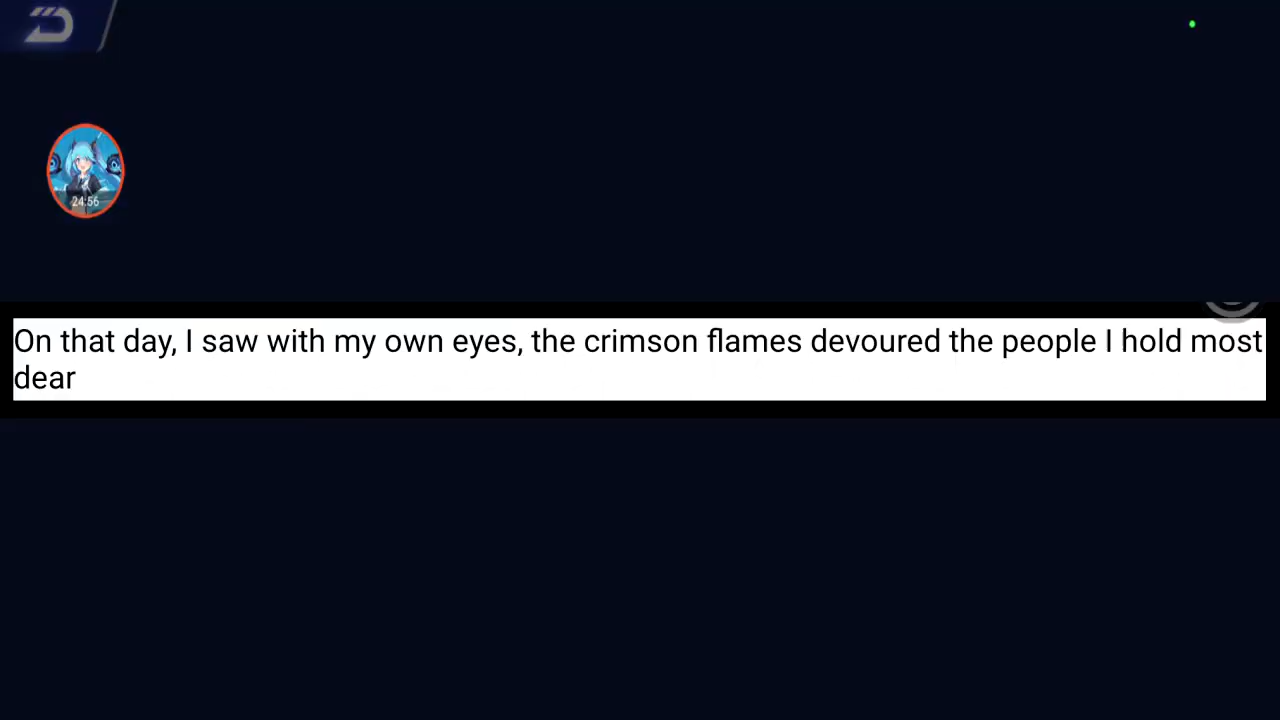 24:56
On that day, I saw with my own eyes, the crimson flames devoured the people I hold most
dear